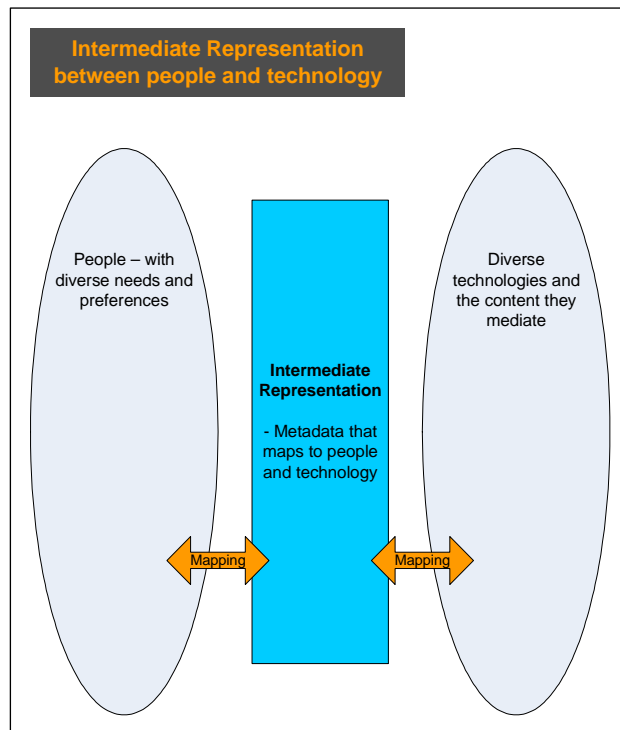 Intermediate Representation
between people and technology
People – with
diverse needs and
preferences
Intermediate
Representation
- Metadata that
maps to people
and technology
Diverse
technologies and
the content they
mediate
Mapping
Mapping